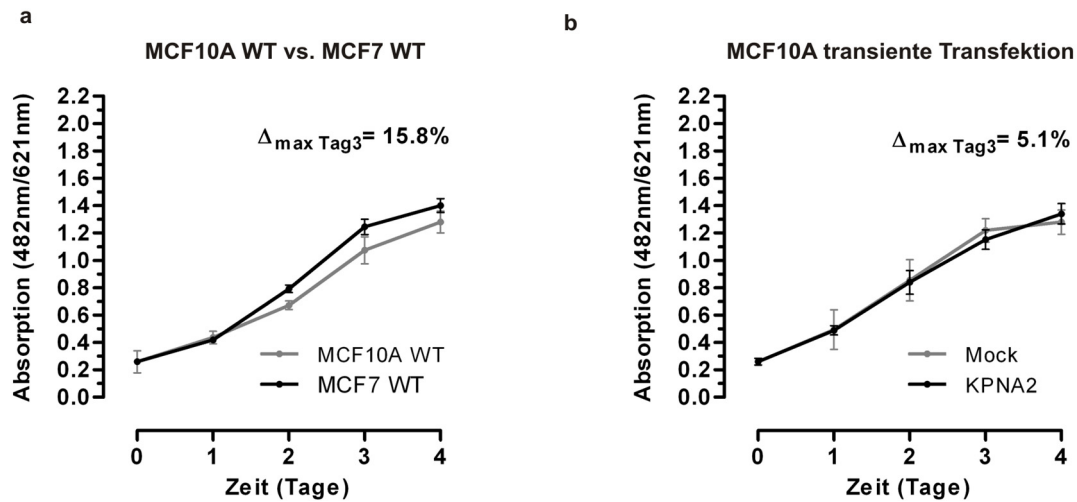 a
MCF10A WT vs. MCF7 WT
Absorption (482nm/621nm)
2.2
2.0
1.8
1.6
1.4
1.2
1.0
0.8
0.6
0.4
0.2
0.0
Δmax Tag3= 15.8%
MCF10A WT
MCF7 WT
0 1 2 3 4
Zeit (Tage)
b
MCF10A transiente Transfektion
Absorption (482nm/621nm)
2.2
2.0
1.8
1.6
1.4
1.2
1.0
0.8
0.6
0.4
0.2
0.0
Δmax Tag3= 5.1%
Mock
KPNA2
0 1 2 3 4
Zeit (Tage)